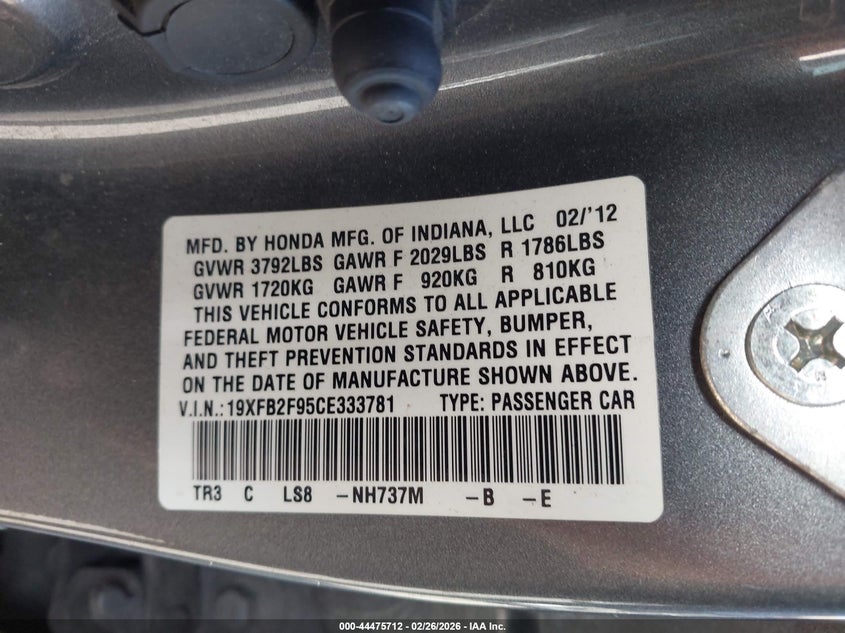 MFD. BY HONDA MFG. OF INDIANA, LLC 02/'12
GVWR 3792LBS GAWR F 2029LBS R 1786LBS
GVWR 1720KG GAWR F 920KG R 810KG
THIS VEHICLE CONFORMS TO ALL APPLICABLE
FEDERAL MOTOR VEHICLE SAFETY, BUMPER,
AND THEFT PREVENTION STANDARDS IN EFFECT
ON THE DATE OF MANUFACTURE SHOWN ABOVE.
V.I.N.: 19XFB2F95CE333781 TYPE: PASSENGER CAR
TR3 C LS8 -NH737M -B -E
000-44475712 - 02/26/2026 - IAA Inc.